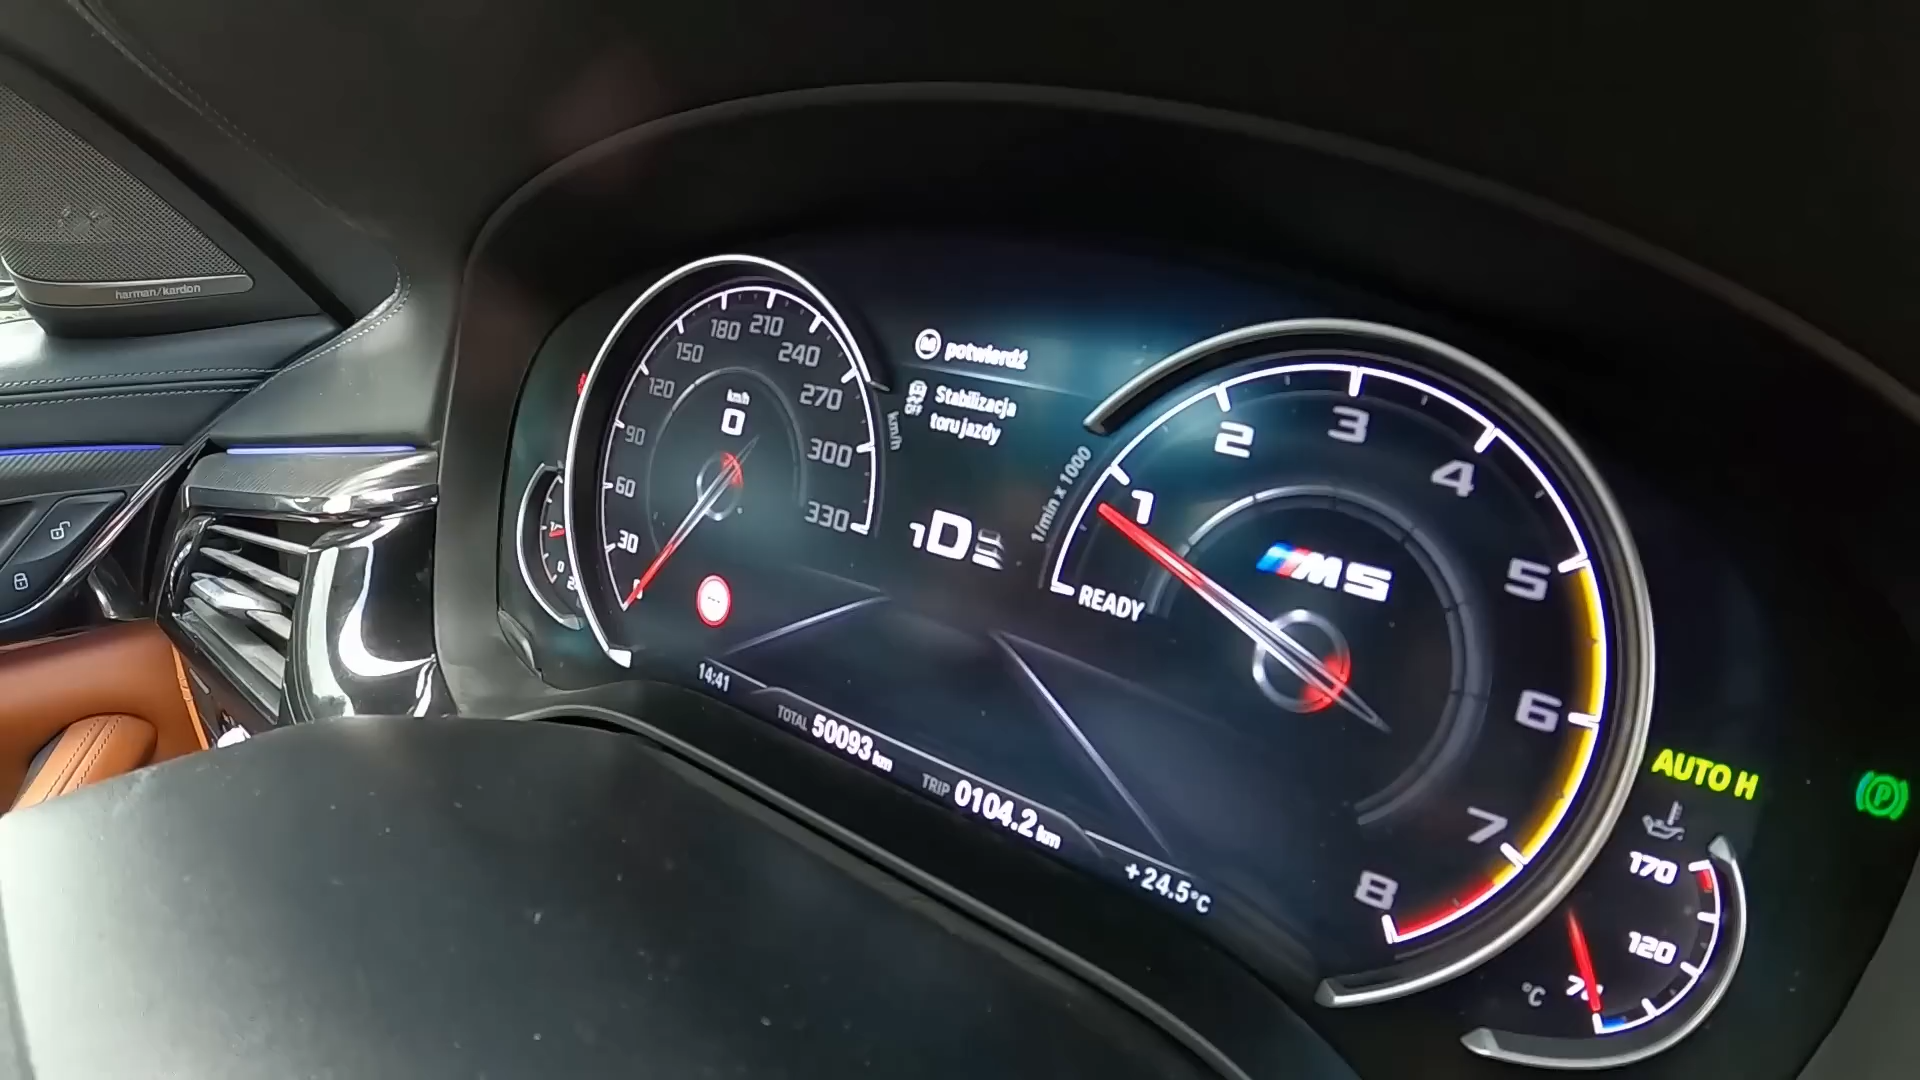 harman/kardon
180
210
150
240
120
270
90
300
60
330
30
km/h
0
km/h
potwierdź
OFF
Stabilizacja
toru jazdy
1D
1/min x 1000
READY
1
2
3
4
5
6
7
8
M5
14:41
TOTAL 50093 km
TRIP 0104.2 km
+24.5°C
AUTO H
P
170
120
°C